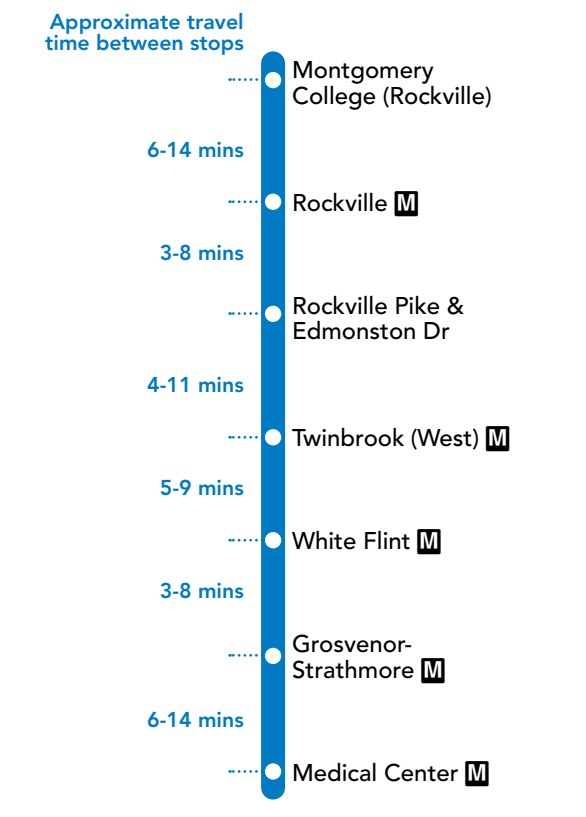 Approximate travel
time between stops
Montgomery
College (Rockville)
6-14 mins
Rockville M
3-8 mins
Rockville Pike &
Edmonston Dr
4-11 mins
Twinbrook (West) M
5-9 mins
White Flint M
3-8 mins
Grosvenor-
Strathmore M
6-14 mins
Medical Center M